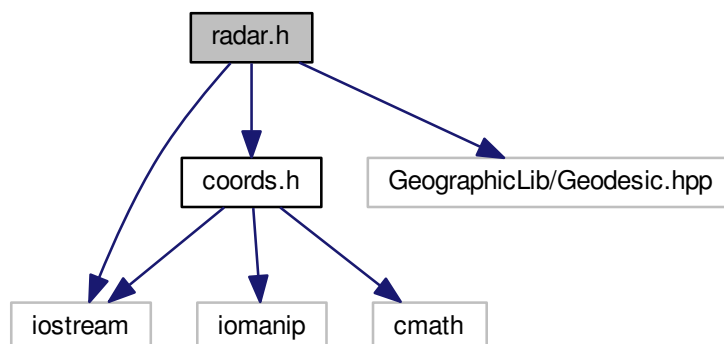 radar.h
coords.h
GeographicLib/Geodesic.hpp
iostream
iomanip
cmath